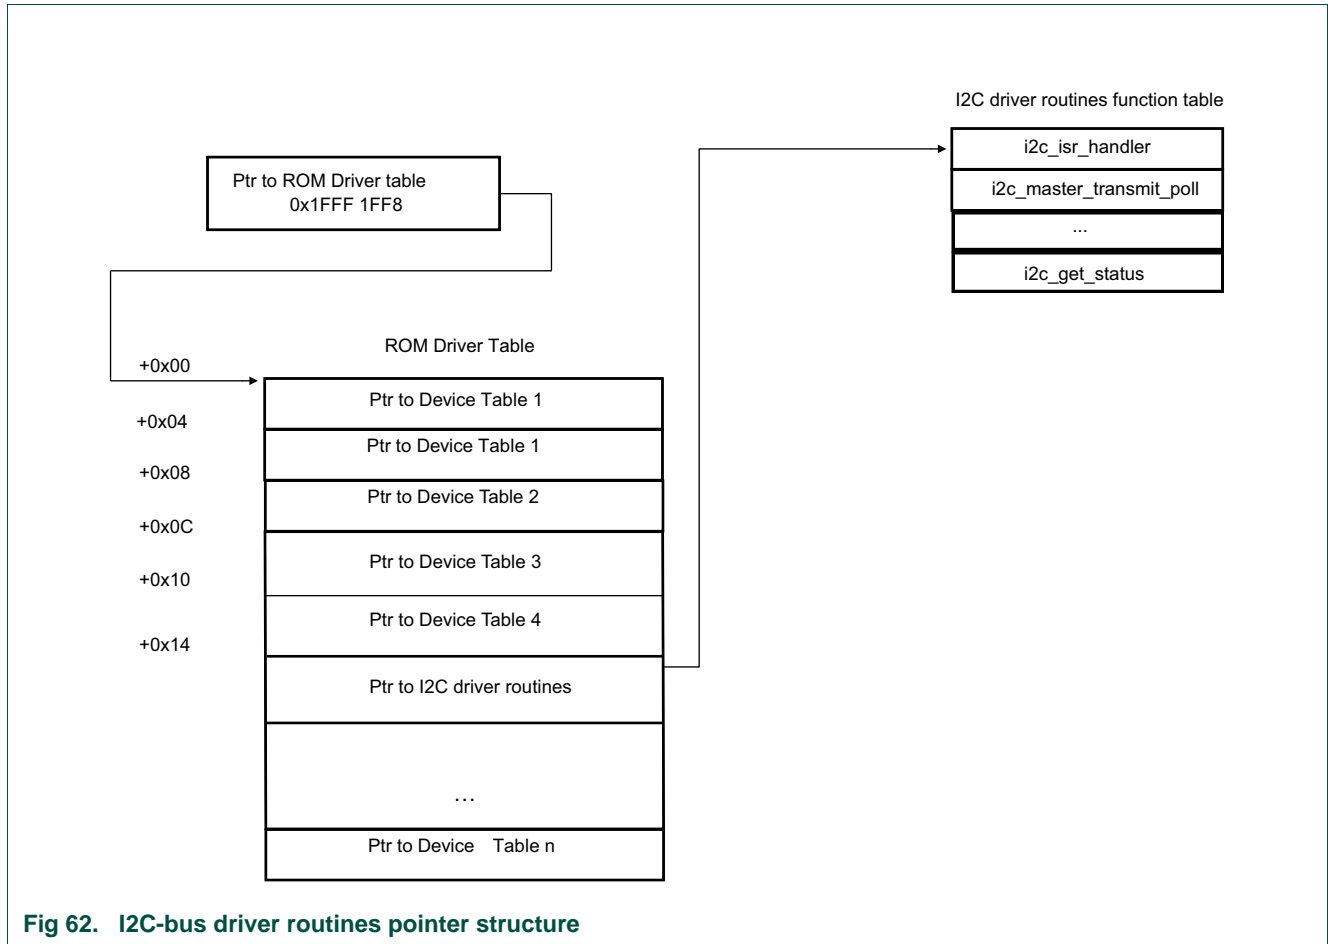 I2C driver routines function table
i2c_isr_handler
i2c_master_transmit_poll
...
i2c_get_status
Ptr to ROM Driver table
0x1FFF 1FF8
ROM Driver Table
+0x00
Ptr to Device Table 1
+0x04
Ptr to Device Table 1
+0x08
Ptr to Device Table 2
+0x0C
Ptr to Device Table 3
+0x10
Ptr to Device Table 4
+0x14
Ptr to I2C driver routines
...
Ptr to Device Table n
Fig 62. I2C-bus driver routines pointer structure